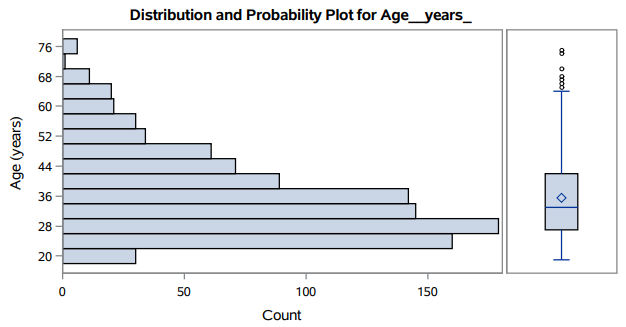 Distribution and Probability Plot for Age__years_
76
68
60
52
44
36
28
20
Age (years)
0 50 100 150
Count